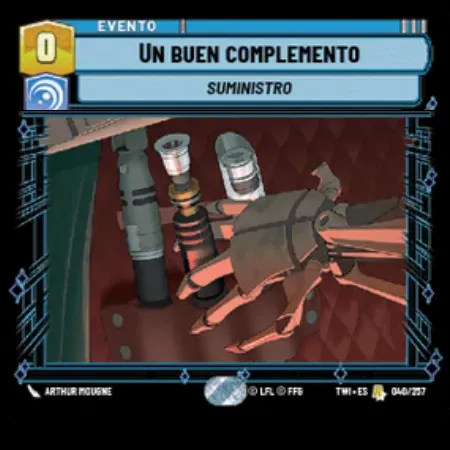 EVENTO
0
UN BUEN COMPLEMENTO
SUMINISTRO
ARTHUR MOUGNE
© LFL © FFG
TWI • ES
040/257